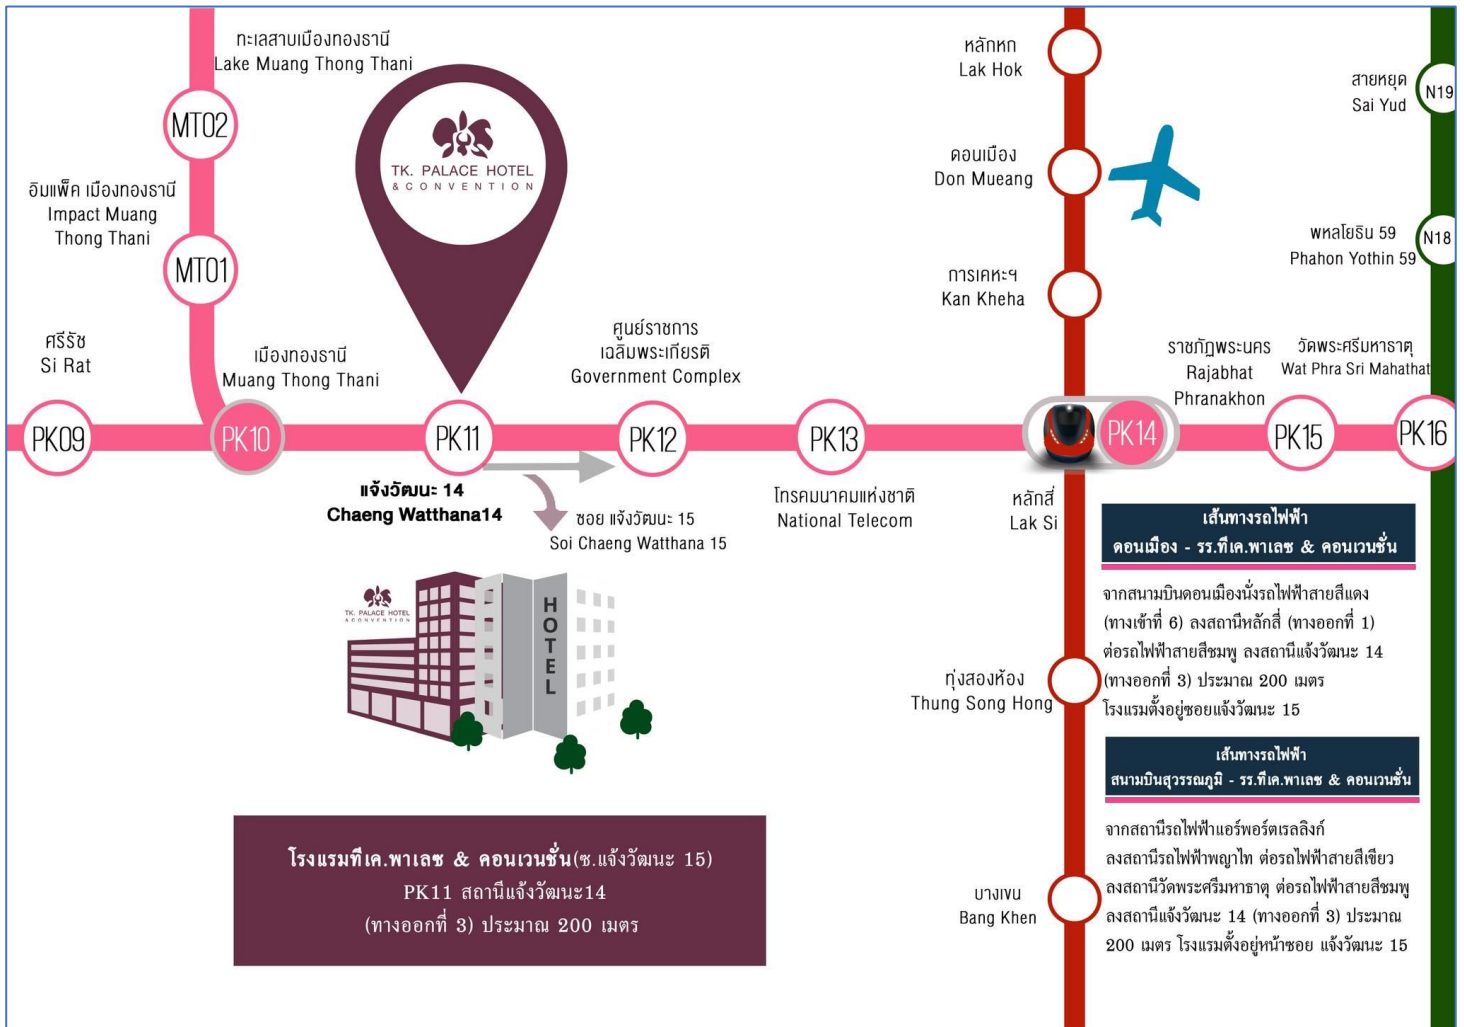 ทะเลสาบเมืองทองธานี
Lake Muang Thong Thani
MT02
อิมแพ็ค เมืองทองธานี
Impact Muang
Thong Thani
MT01
ศรีรัช
Si Rat
PK09
เมืองทองธานี
Muang Thong Thani
PK10
TK. PALACE HOTEL
& CONVENTION
PK11
แจ้งวัฒนะ 14
Chaeng Watthana14
ศูนย์ราชการ
เฉลิมพระเกียรติ
Government Complex
PK12
ซอย แจ้งวัฒนะ 15
Soi Chaeng Watthana 15
PK13
โทรคมนาคมแห่งชาติ
National Telecom
หลักหก
Lak Hok
ดอนเมือง
Don Mueang
การเคหะฯ
Kan Kheha
PK14
หลักสี่
Lak Si
ทุ่งสองห้อง
Thung Song Hong
บางเขน
Bang Khen
ราชภัฏพระนคร
Rajabhat
Phranakhon
PK15
วัดพระศรีมหาธาตุ
Wat Phra Sri Mahathat
PK16
สายหยุด
Sai Yud
N19
พหลโยธิน 59
Phahon Yothin 59
N18
TK. PALACE HOTEL
& CONVENTION
HOTEL
โรงแรมทีเค.พาเลซ & คอนเวนชั่น(ซ.แจ้งวัฒนะ 15)
PK11 สถานีแจ้งวัฒนะ14
(ทางออกที่ 3) ประมาณ 200 เมตร
เส้นทางรถไฟฟ้า
ดอนเมือง - รร.ทีเค.พาเลซ & คอนเวนชั่น
จากสนามบินดอนเมืองนั่งรถไฟฟ้าสายสีแดง
(ทางเข้าที่ 6) ลงสถานีหลักสี่ (ทางออกที่ 1)
ต่อรถไฟฟ้าสายสีชมพู ลงสถานีแจ้งวัฒนะ 14
(ทางออกที่ 3) ประมาณ 200 เมตร
โรงแรมตั้งอยู่ซอยแจ้งวัฒนะ 15
เส้นทางรถไฟฟ้า
สนามบินสุวรรณภูมิ - รร.ทีเค.พาเลซ & คอนเวนชั่น
จากสถานีรถไฟฟ้าแอร์พอร์ตเรลลิงก์
ลงสถานีรถไฟฟ้าพญาไท ต่อรถไฟฟ้าสายสีเขียว
ลงสถานีวัดพระศรีมหาธาตุ ต่อรถไฟฟ้าสายสีชมพู
ลงสถานีแจ้งวัฒนะ 14 (ทางออกที่ 3) ประมาณ
200 เมตร โรงแรมตั้งอยู่หน้าซอย แจ้งวัฒนะ 15